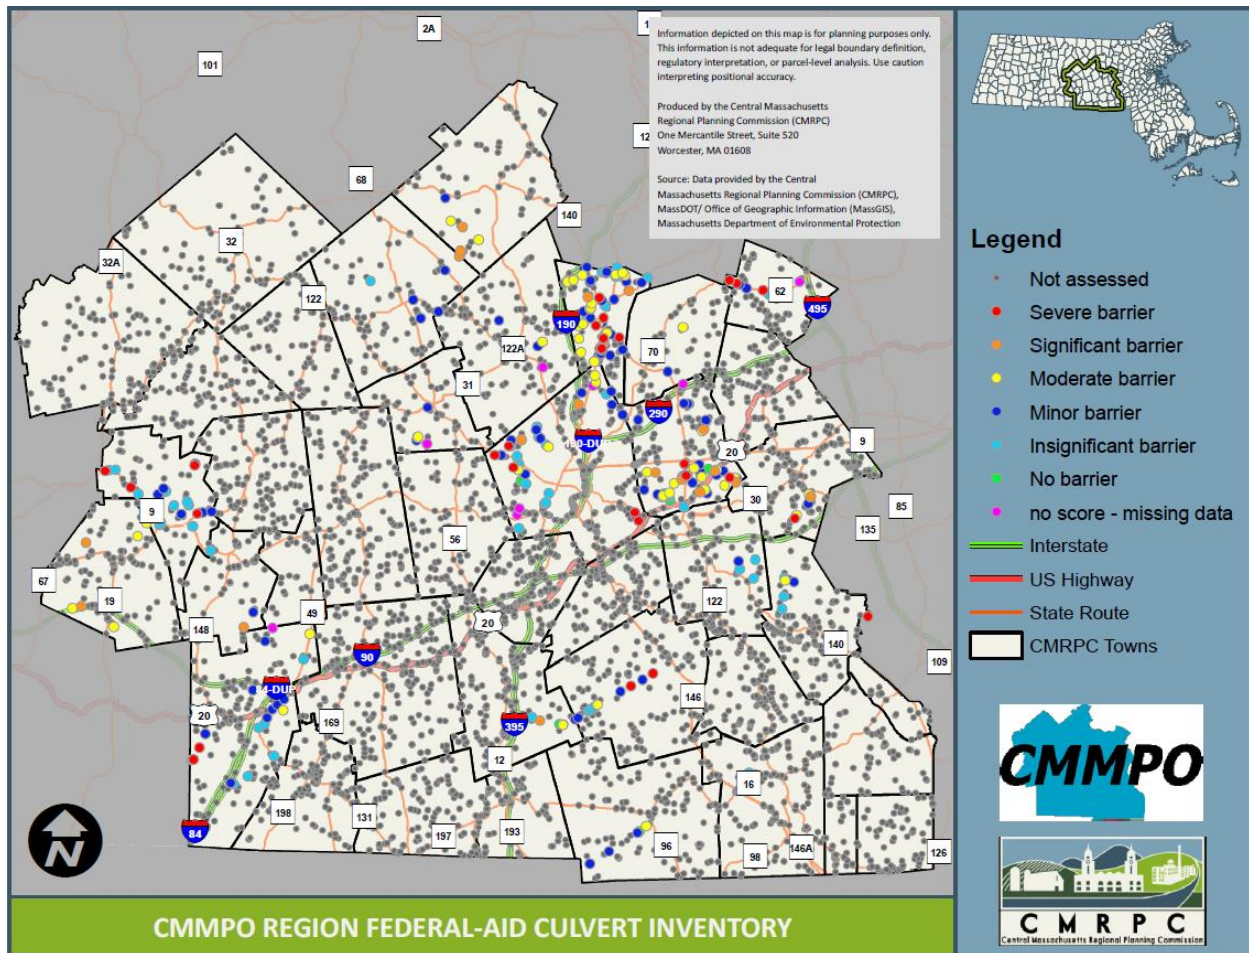 2A
101
68
140
32
32A
122
Information depicted on this map is for planning purposes only.
This information is not adequate for legal boundary definition,
regulatory interpretation, or parcel-level analysis. Use caution
interpreting positional accuracy.
Produced by the Central Massachusetts
Regional Planning Commission (CMRPC)
One Mercantile Street, Suite 520
Worcester, MA 01608
Source: Data provided by the Central
Massachusetts Regional Planning Commission (CMRPC),
MassDOT/ Office of Geographic Information (MassGIS),
Massachusetts Department of Environmental Protection
62
495
190
122A
70
31
290
20
9
30
85
135
9
56
67
19
148
49
20
122
140
109
90
84-DUP
20
169
395
146
12
16
84
198
131
197
193
96
98
146A
126
Legend
Not assessed
Severe barrier
Significant barrier
Moderate barrier
Minor barrier
Insignificant barrier
No barrier
no score - missing data
Interstate
US Highway
State Route
CMRPC Towns
N
CMMPO
CMRPC
Central Massachusetts Regional Planning Commission
CMMPO REGION FEDERAL-AID CULVERT INVENTORY